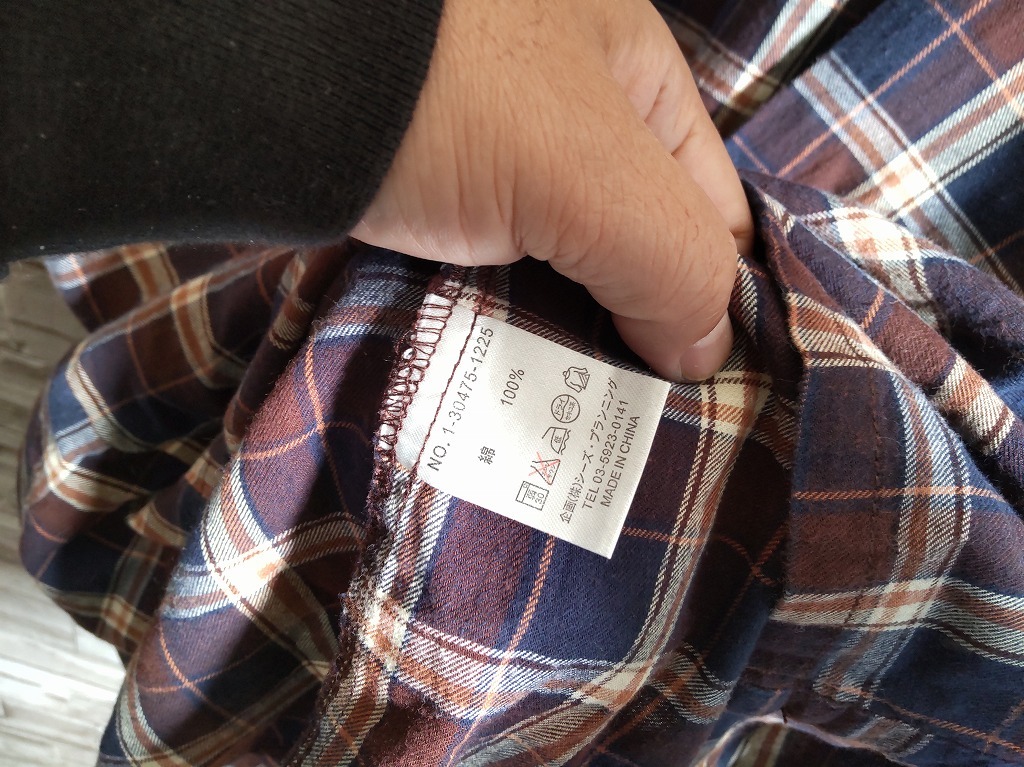 NO. 1-30475-1225
綿 100%
企画(株)シーズ・プランニング
TEL 03-5923-0141
MADE IN CHINA